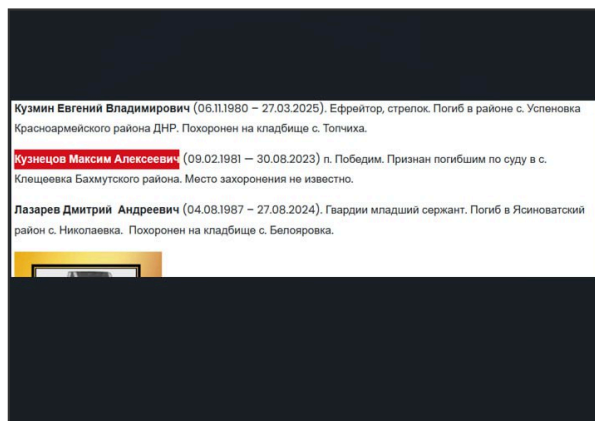 Кузмин Евгений Владимирович (06.11.1980 – 27.03.2025). Ефрейтор, стрелок. Погиб в районе с. Успеновка
Красноармейского района ДНР. Похоронен на кладбище с. Топчиха.
Кузнецов Максим Алексеевич (09.02.1981 — 30.08.2023) п. Победим. Признан погибшим по суду в с.
Клещеевка Бахмутского района. Место захоронения не известно.
Лазарев Дмитрий Андреевич (04.08.1987 – 27.08.2024). Гвардии младший сержант. Погиб в Ясиноватский
район с. Николаевка. Похоронен на кладбище с. Белояровка.